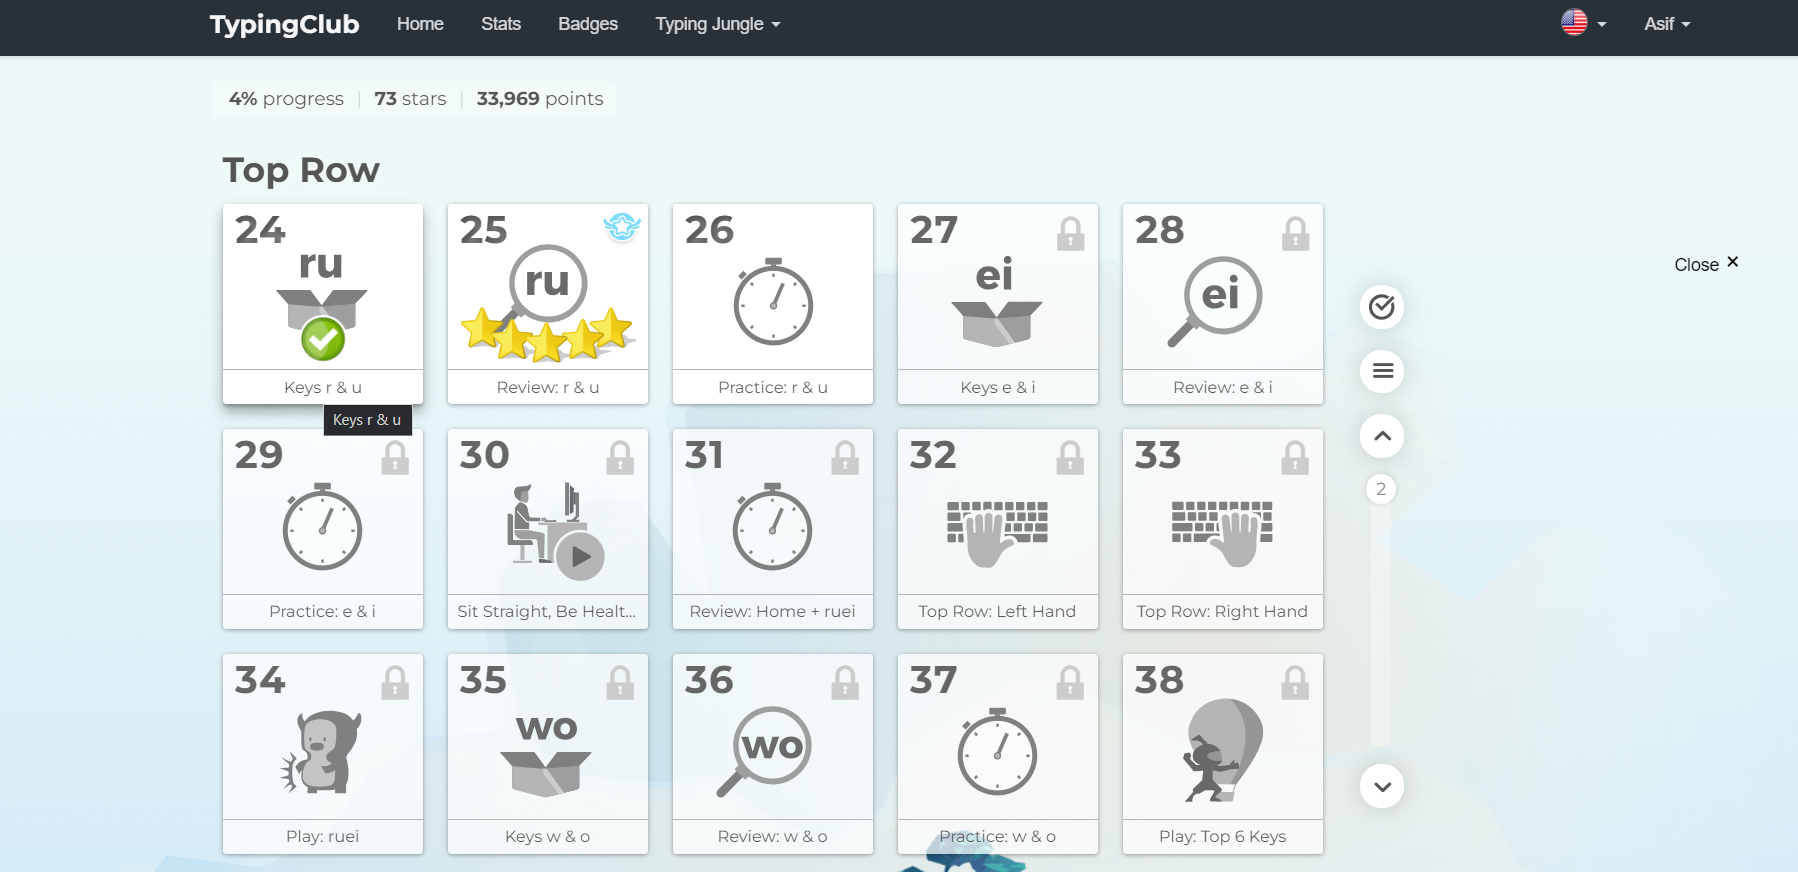 TypingClub Home Stats Badges Typing Jungle Asif
4% progress 73 stars 33,969 points
Top Row
Close ×
24 25 26 27 28
ru ru ei ei
Keys r & u Review: r & u Practice: r & u Keys e & i Review: e & i
Keys r & u
29 30 31 32 33
2
Practice: e & i Sit Straight, Be Healt... Review: Home + ruei Top Row: Left Hand Top Row: Right Hand
34 35 36 37 38
wo wo
Play: ruei Keys w & o Review: w & o Practice: w & o Play: Top 6 Keys